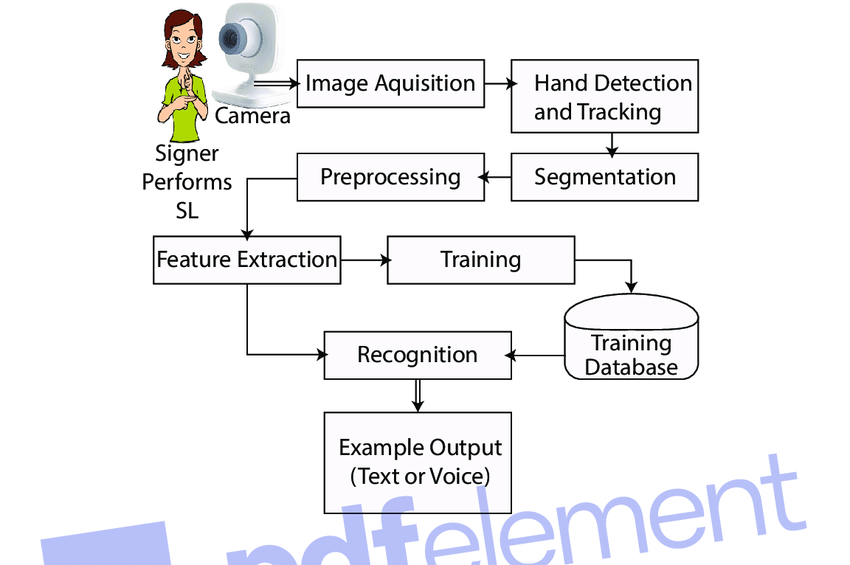 Camera
Signer
Performs
SL
Image Aquisition
Hand Detection
and Tracking
Segmentation
Preprocessing
Feature Extraction
Training
Training
Database
Recognition
Example Output
(Text or Voice)
pdfelement